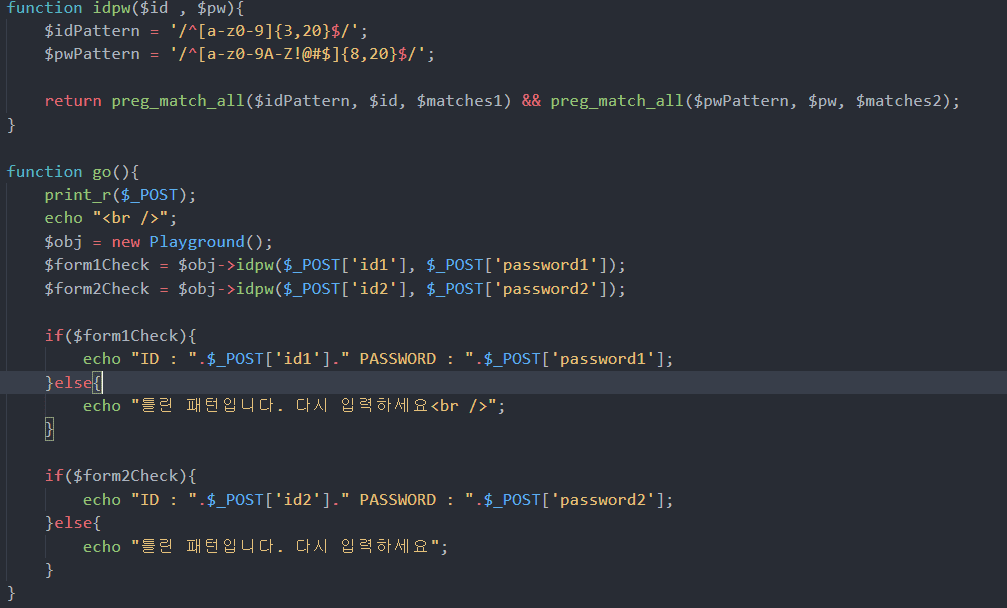 function idpw($id , $pw){
$idPattern = '/^[a-z0-9]{3,20}$/';
$pwPattern = '/^[a-z0-9A-Z!@#$]{8,20}$/';
return preg_match_all($idPattern, $id, $matches1) && preg_match_all($pwPattern, $pw, $matches2);
}
function go(){
print_r($_POST);
echo "<br />";
$obj = new Playground();
$form1Check = $obj->idpw($_POST['id1'], $_POST['password1']);
$form2Check = $obj->idpw($_POST['id2'], $_POST['password2']);
if($form1Check){
echo "ID : ".$_POST['id1']." PASSWORD : ".$_POST['password1'];
}else{
echo "틀린 패턴입니다. 다시 입력하세요<br />";
}
if($form2Check){
echo "ID : ".$_POST['id2']." PASSWORD : ".$_POST['password2'];
}else{
echo "틀린 패턴입니다. 다시 입력하세요";
}
}